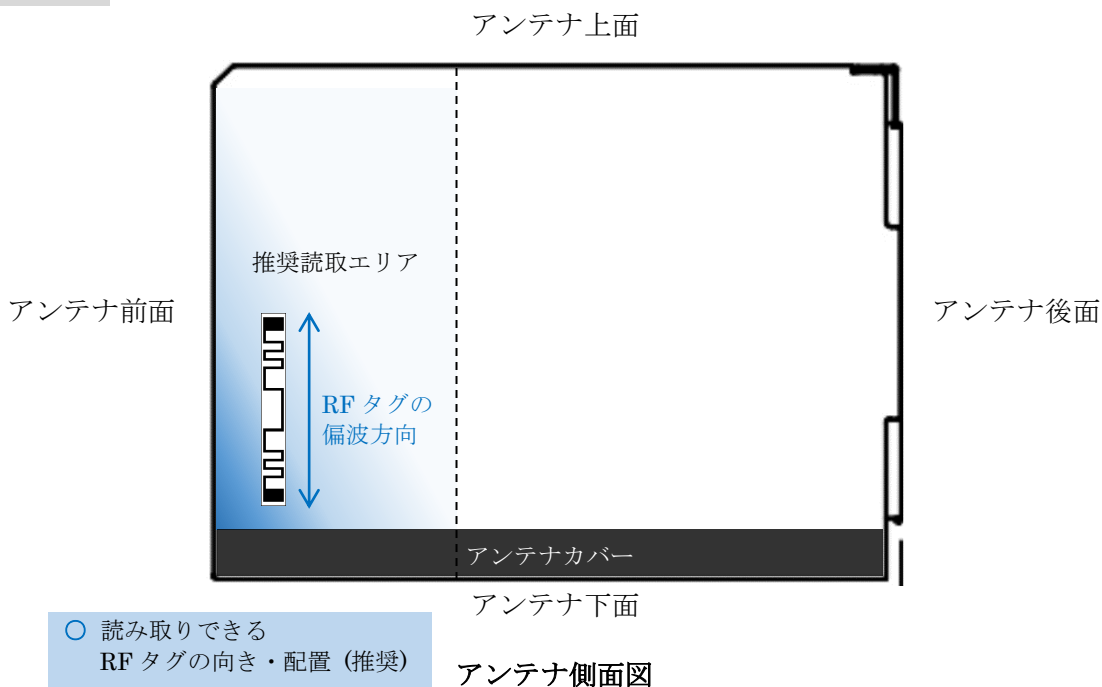 アンテナ上面
推奨読取エリア
アンテナ前面
アンテナ後面
RF タグの
偏波方向
アンテナカバー
アンテナ下面
○ 読み取りできる
RF タグの向き・配置 (推奨)
アンテナ側面図